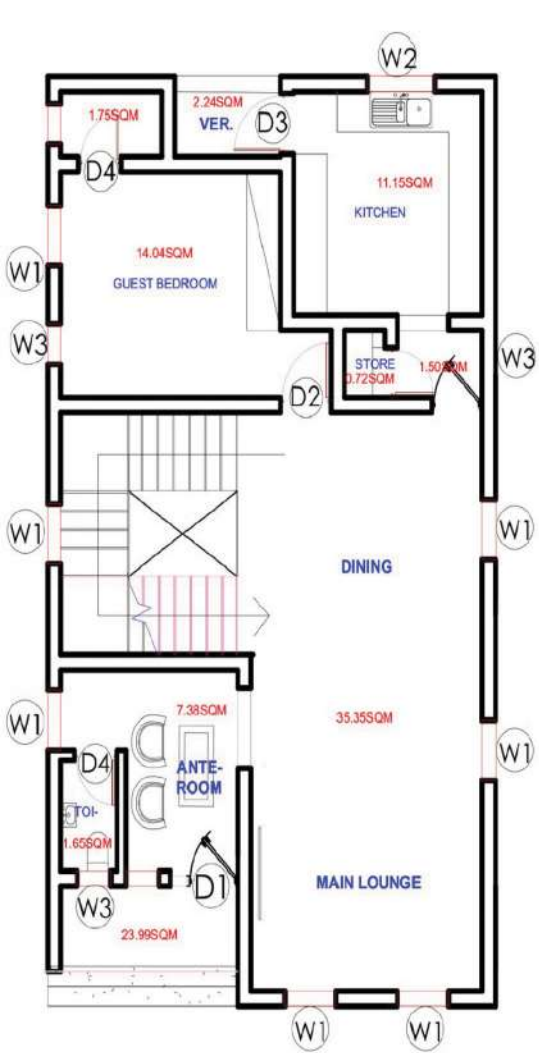 W2
2.24SQM
1.75SQM
VER.
D3
D4
11.15SQM
KITCHEN
14.04SQM
GUEST BEDROOM
W1
W3
STORE
1.50SQM
W3
0.72SQM
D2
W1
W1
DINING
7.38SQM
35.35SQM
W1
W1
D4
ANTE-
ROOM
TOI-
1.65SQM
D1
MAIN LOUNGE
W3
23.99SQM
W1
W1